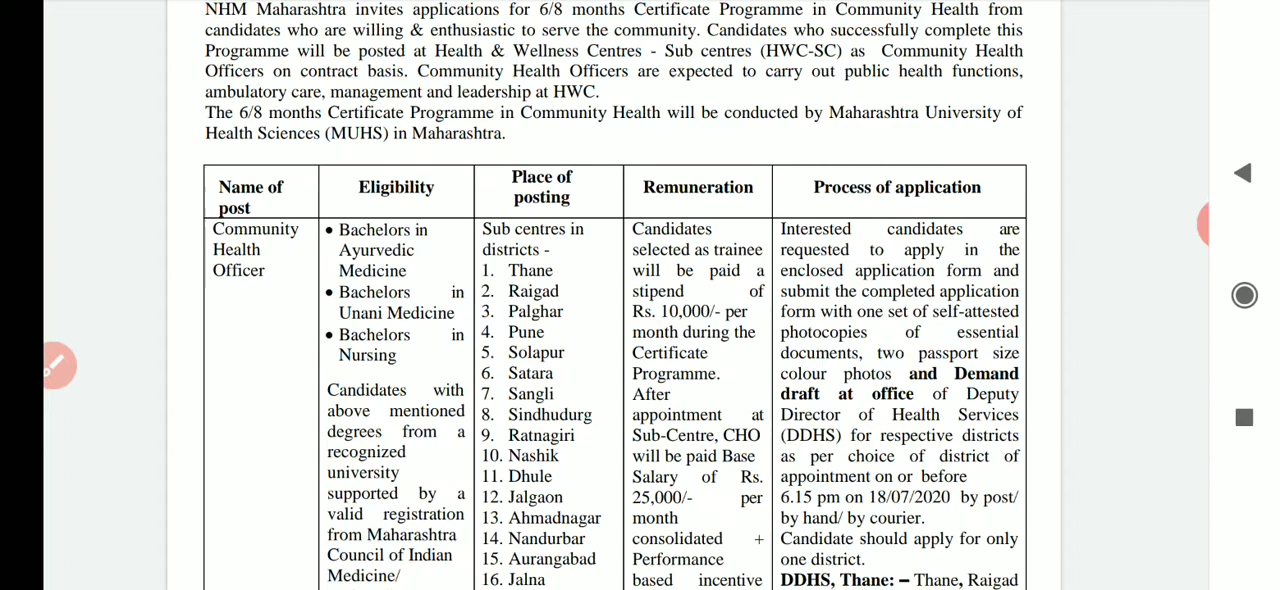 NHM Maharashtra invites applications for 6/8 months Certificate Programme in Community Health from
candidates who are willing & enthusiastic to serve the community. Candidates who successfully complete this
Programme will be posted at Health & Wellness Centres - Sub centres (HWC-SC) as Community Health
Officers on contract basis. Community Health Officers are expected to carry out public health functions,
ambulatory care, management and leadership at HWC.
The 6/8 months Certificate Programme in Community Health will be conducted by Maharashtra University of
Health Sciences (MUHS) in Maharashtra.
Name of
post
Eligibility
Place of
posting
Remuneration
Process of application
Community
Health
Officer
• Bachelors in
Ayurvedic
Medicine
• Bachelors in
Unani Medicine
• Bachelors in
Nursing
Candidates with
above mentioned
degrees from a
recognized
university
supported by a
valid registration
from Maharashtra
Council of Indian
Medicine/
Sub centres in
districts -
1. Thane
2. Raigad
3. Palghar
4. Pune
5. Solapur
6. Satara
7. Sangli
8. Sindhudurg
9. Ratnagiri
10. Nashik
11. Dhule
12. Jalgaon
13. Ahmadnagar
14. Nandurbar
15. Aurangabad
16. Jalna
Candidates
selected as trainee
will be paid a
stipend of
Rs. 10,000/- per
month during the
Certificate
Programme.
After
appointment at
Sub-Centre, CHO
will be paid Base
Salary of Rs.
25,000/- per
month
consolidated +
Performance
based incentive
Interested candidates are
requested to apply in the
enclosed application form and
submit the completed application
form with one set of self-attested
photocopies of essential
documents, two passport size
colour photos and Demand
draft at office of Deputy
Director of Health Services
(DDHS) for respective districts
as per choice of district of
appointment on or before
6.15 pm on 18/07/2020 by post/
by hand/ by courier.
Candidate should apply for only
one district.
DDHS, Thane: – Thane, Raigad